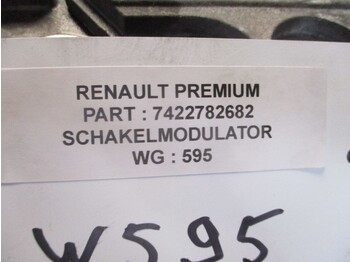 RENAULT PREMIUM
PART : 7422782682
SCHAKELMODULATOR
WG : 595
W595